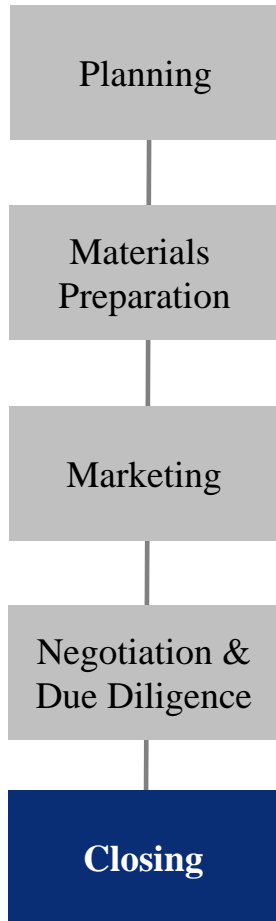 Planning
Materials
Preparation
Marketing
Negotiation &
Due Diligence
Closing